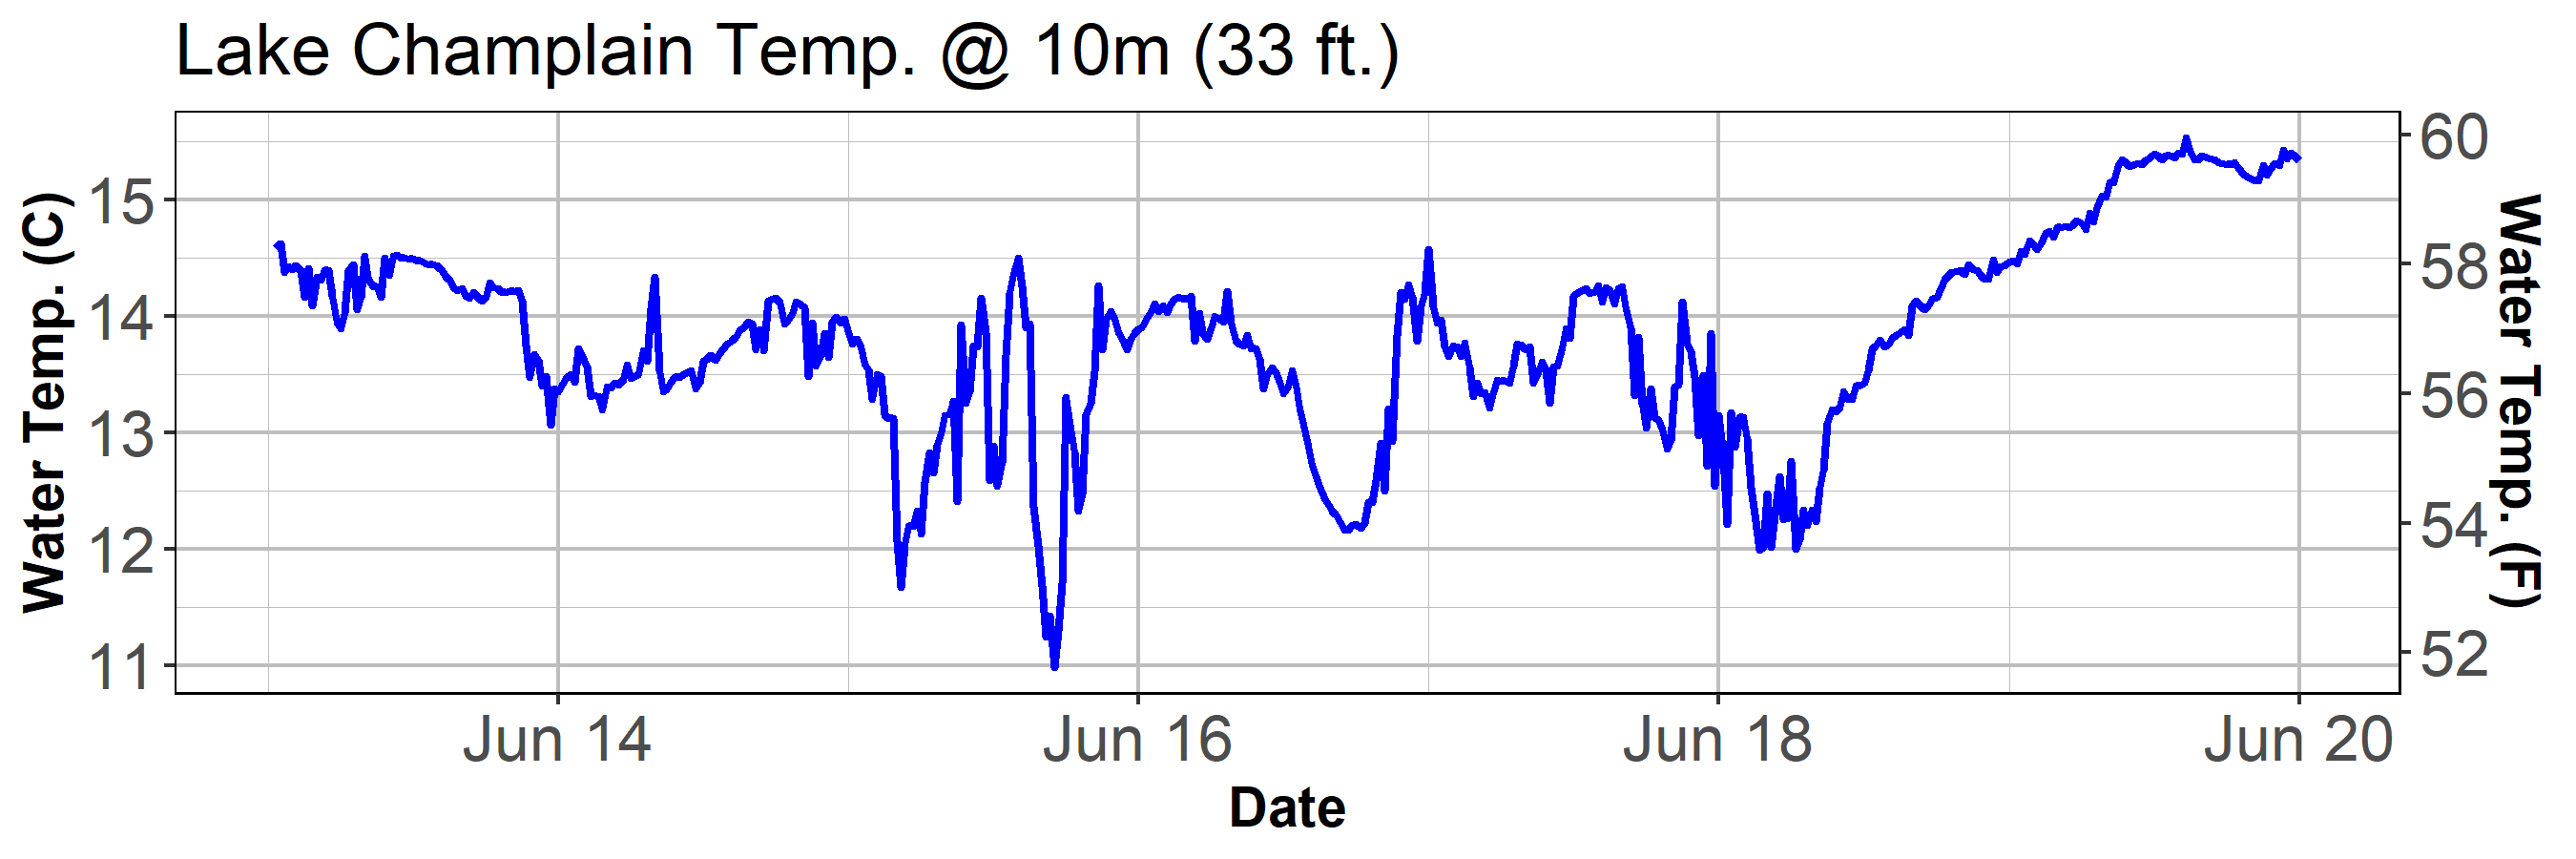 Lake Champlain Temp. @ 10m (33 ft.)
Water Temp. (C)
15
14
13
12
11
60
58
56
54
52
Water Temp. (F)
Jun 14 Jun 16 Jun 18 Jun 20
Date